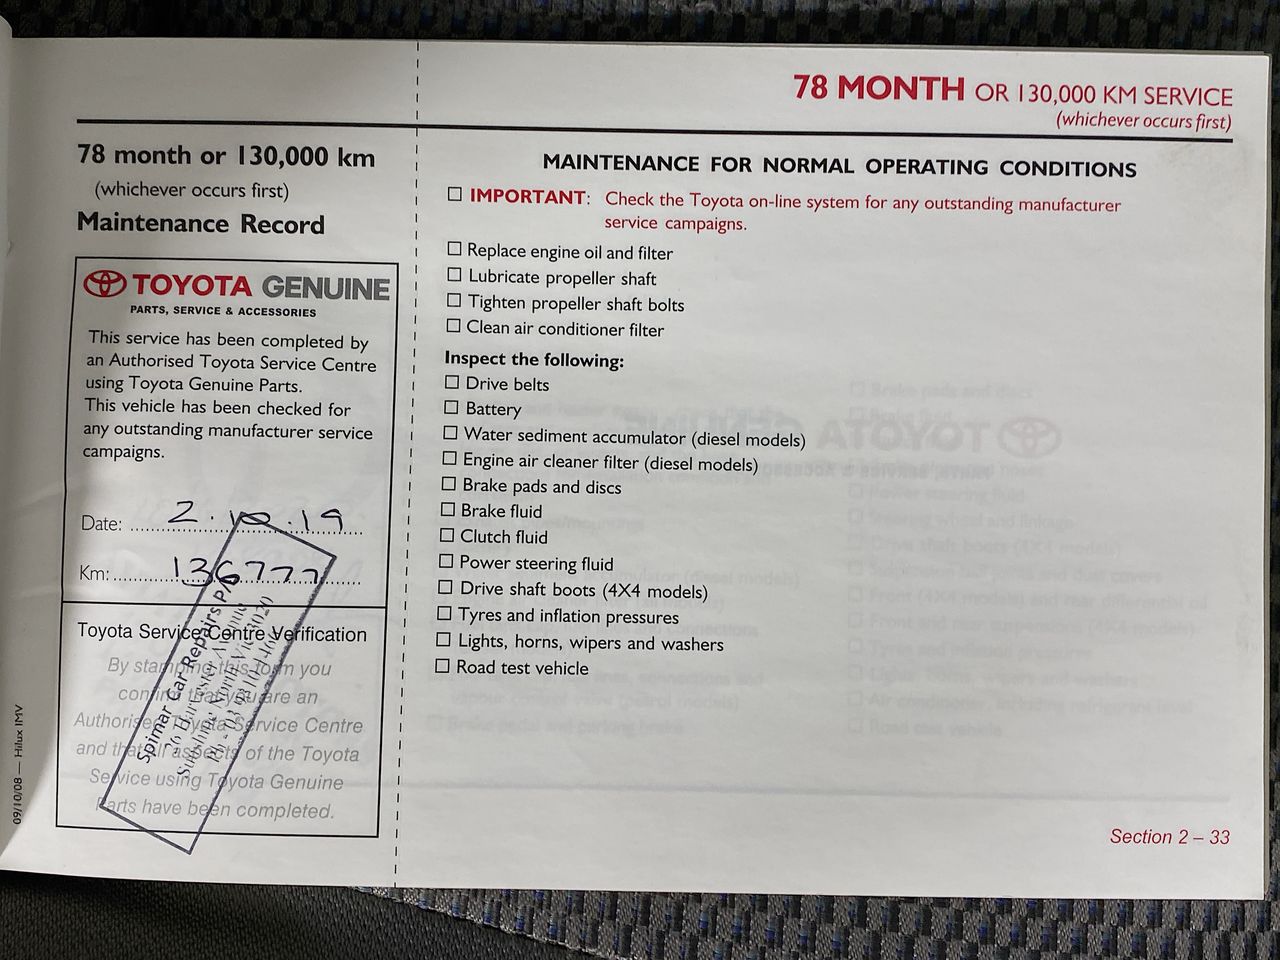 78 MONTH OR 130,000 KM SERVICE
(whichever occurs first)
78 month or 130,000 km
(whichever occurs first)
Maintenance Record
TOYOTA GENUINE
PARTS, SERVICE & ACCESSORIES
This service has been completed by
an Authorised Toyota Service Centre
using Toyota Genuine Parts.
This vehicle has been checked for
any outstanding manufacturer service
campaigns.
Date: 2.10.19
Km: 136777
Toyota Service Centre Verification
By stamping this form you
confirm that you are an
Authorised Toyota Service Centre
and that all aspects of the Toyota
Service using Toyota Genuine
Parts have been completed.
Spimar Car Repairs P/L
Vic 3020
MAINTENANCE FOR NORMAL OPERATING CONDITIONS
IMPORTANT: Check the Toyota on-line system for any outstanding manufacturer
service campaigns.
Replace engine oil and filter
Lubricate propeller shaft
Tighten propeller shaft bolts
Clean air conditioner filter
Inspect the following:
Drive belts
Battery
Water sediment accumulator (diesel models)
Engine air cleaner filter (diesel models)
Brake pads and discs
Brake fluid
Clutch fluid
Power steering fluid
Drive shaft boots (4X4 models)
Tyres and inflation pressures
Lights, horns, wipers and washers
Road test vehicle
09/10/08 — Hilux IMV
Section 2 – 33